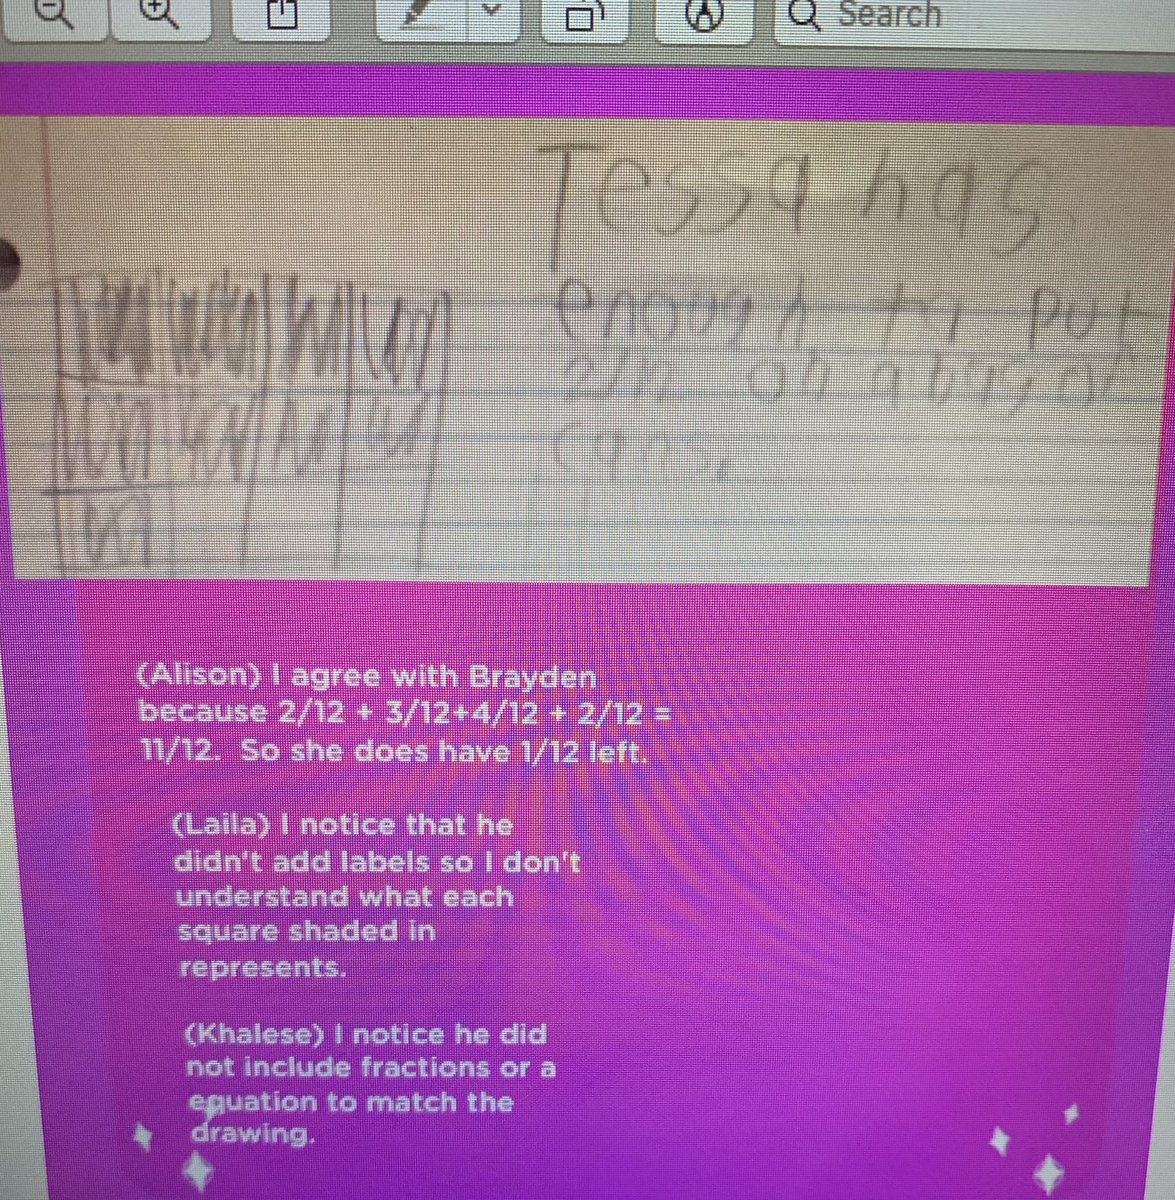 Search
Tessa has
enough to put
2/12 on a bag of
cans.
(Alison) I agree with Brayden
because 2/12 + 3/12+4/12 + 2/12 =
11/12. So she does have 1/12 left.
(Laila) I notice that he
didn't add labels so I don't
understand what each
square shaded in
represents.
(Khalese) I notice he did
not include fractions or a
equation to match the
drawing.